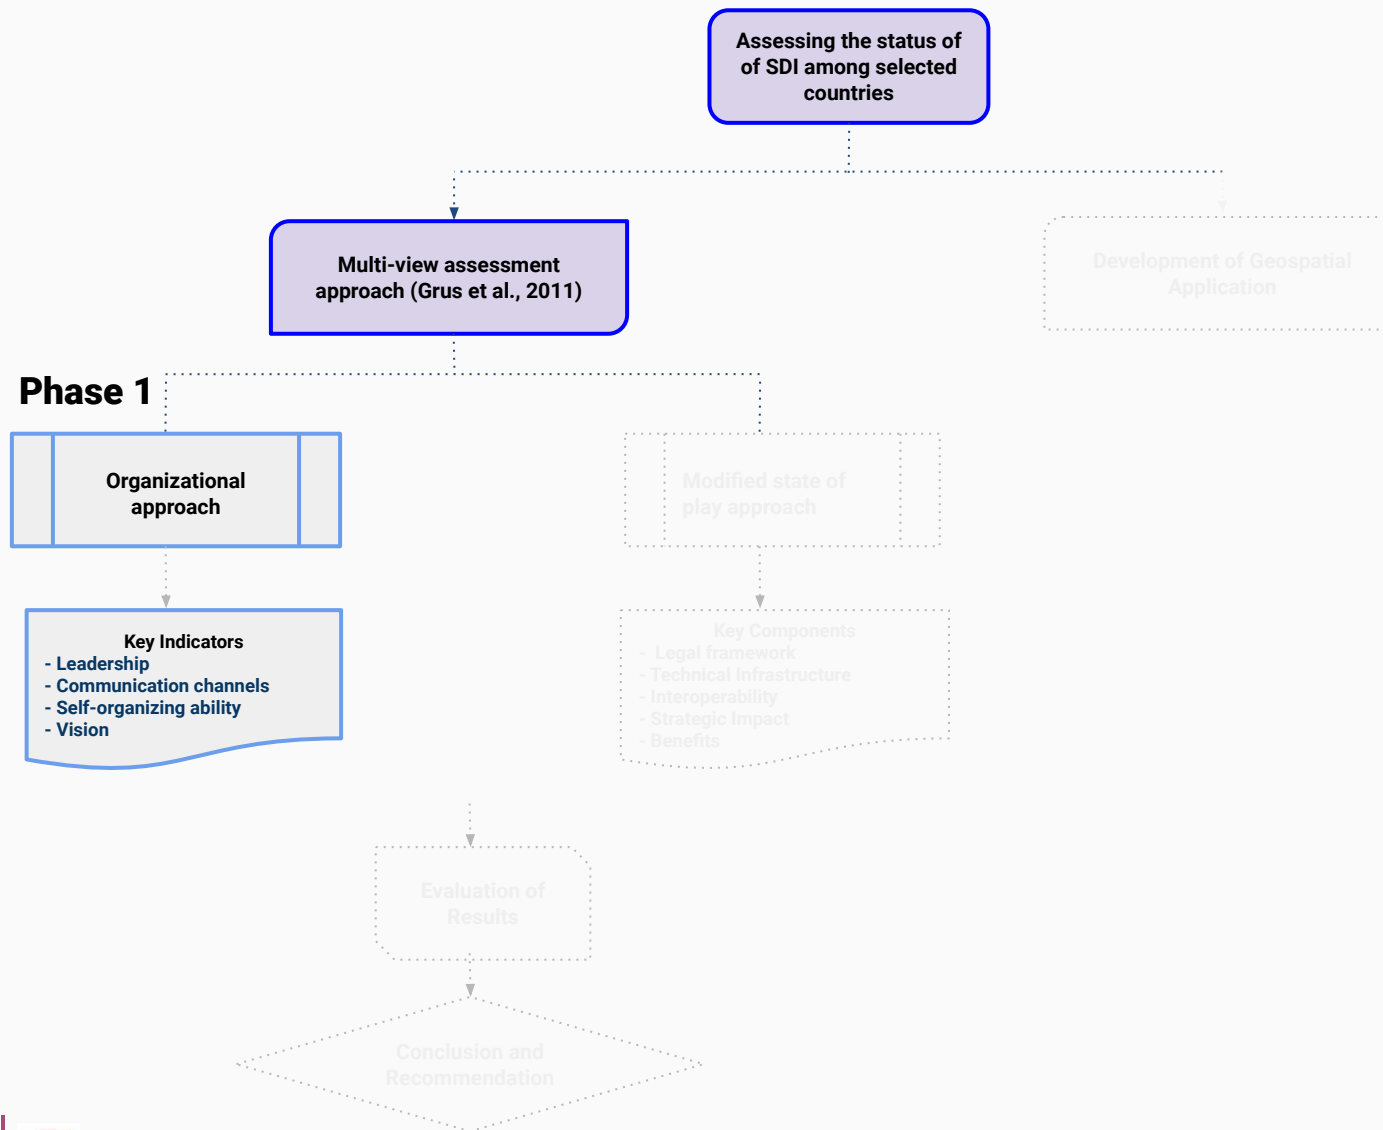 Assessing the status of
of SDI among selected
countries
Multi-view assessment
approach (Grus et al., 2011)
Development of Geospatial
Application
Phase 1
Organizational
approach
Modified state of
play approach
Key Indicators
- Leadership
- Communication channels
- Self-organizing ability
- Vision
Key Components
- Legal framework
- Technical Infrastructure
- Interoperability
- Strategic Impact
- Benefits
Evaluation of
Results
Conclusion and
Recommendation